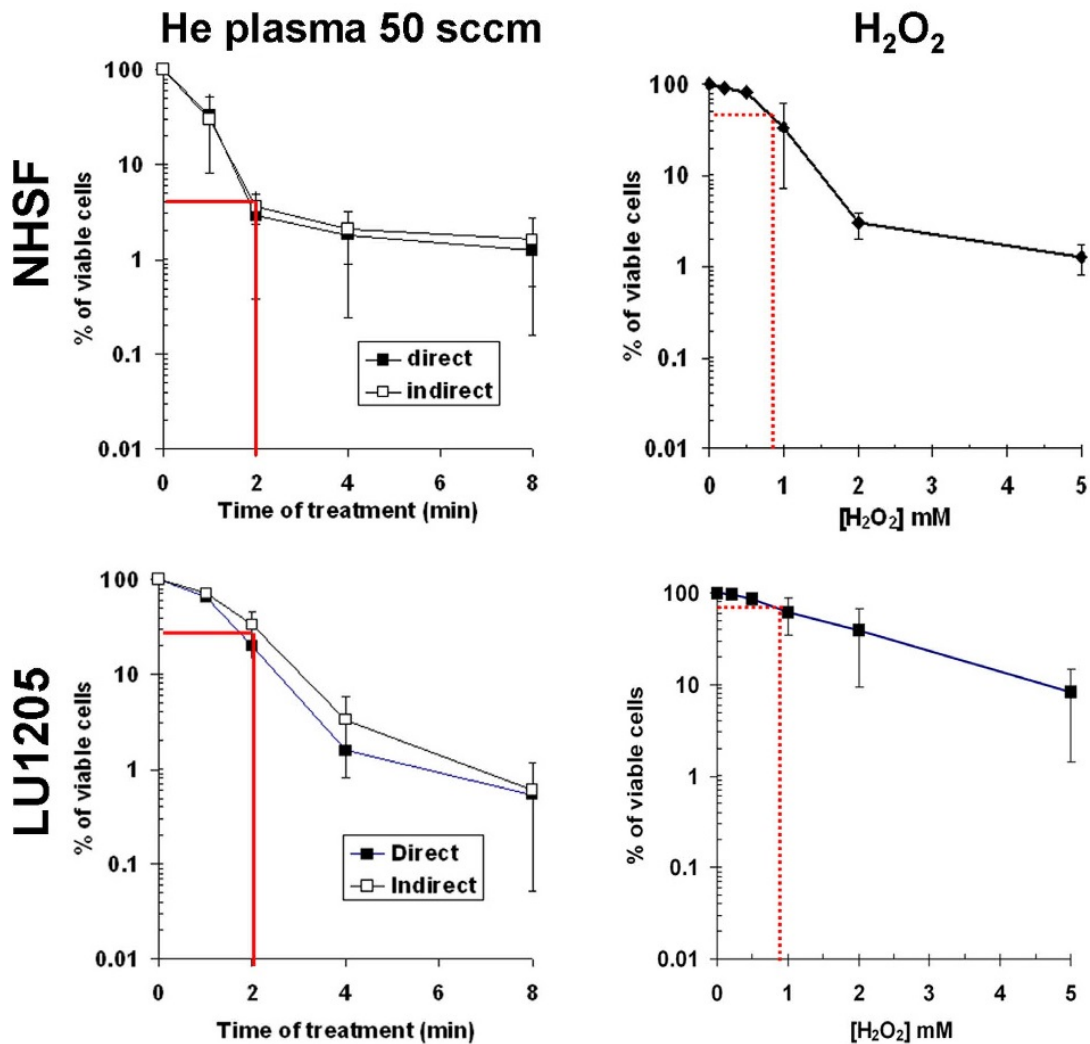 He plasma 50 sccm
H₂O₂
NHSF
% of viable cells
100
10
1
0.1
0.01
direct
indirect
0 2 4 6 8
Time of treatment (min)
% of viable cells
100
10
1
0.1
0.01
0 1 2 3 4 5
[H₂O₂] mM
LU1205
% of viable cells
100
10
1
0.1
0.01
Direct
Indirect
0 2 4 6 8
Time of treatment (min)
% of viable cells
100
10
1
0.1
0.01
0 1 2 3 4 5
[H₂O₂] mM